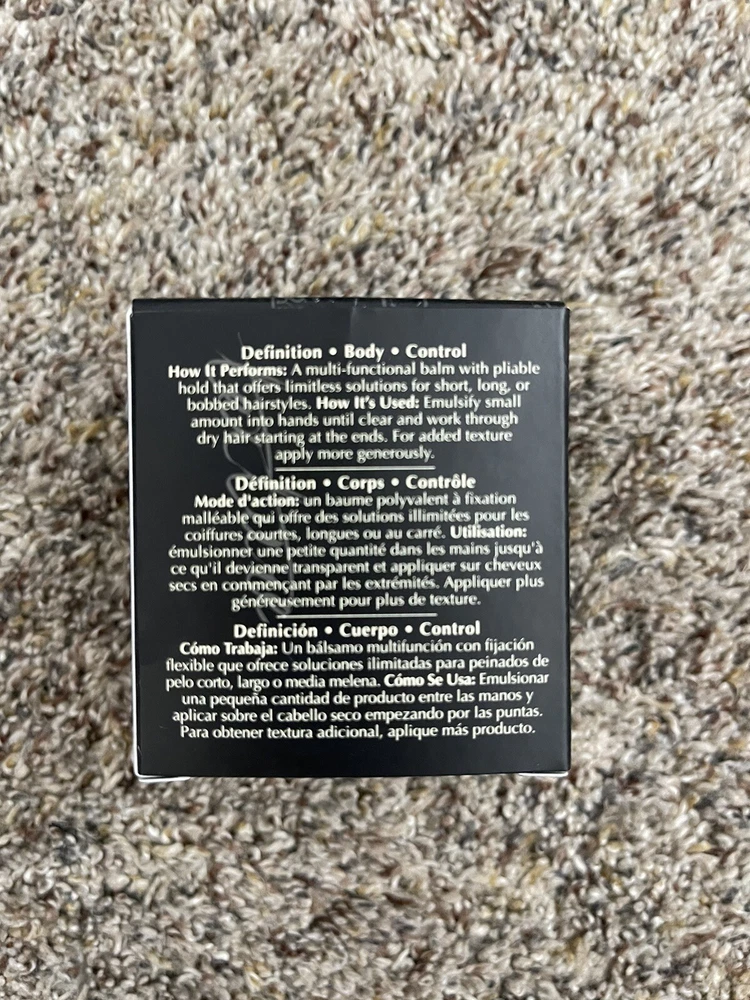 Definition • Body • Control
How It Performs: A multi-functional balm with pliable
hold that offers limitless solutions for short, long, or
bobbed hairstyles. How It's Used: Emulsify small
amount into hands until clear and work through
dry hair starting at the ends. For added texture
apply more generously.
Définition • Corps • Contrôle
Mode d'action: un baume polyvalent à fixation
malléable qui offre des solutions illimitées pour les
coiffures courtes, longues ou au carré. Utilisation:
émulsionner une petite quantité dans les mains jusqu'à
ce qu'il devienne transparent et appliquer sur cheveux
secs en commençant par les extrémités. Appliquer plus
généreusement pour plus de texture.
Definición • Cuerpo • Control
Cómo Trabaja: Un bálsamo multifunción con fijación
flexible que ofrece soluciones ilimitadas para peinados de
pelo corto, largo o media melena. Cómo Se Usa: Emulsionar
una pequeña cantidad de producto entre las manos y
aplicar sobre el cabello seco empezando por las puntas.
Para obtener textura adicional, aplique más producto.